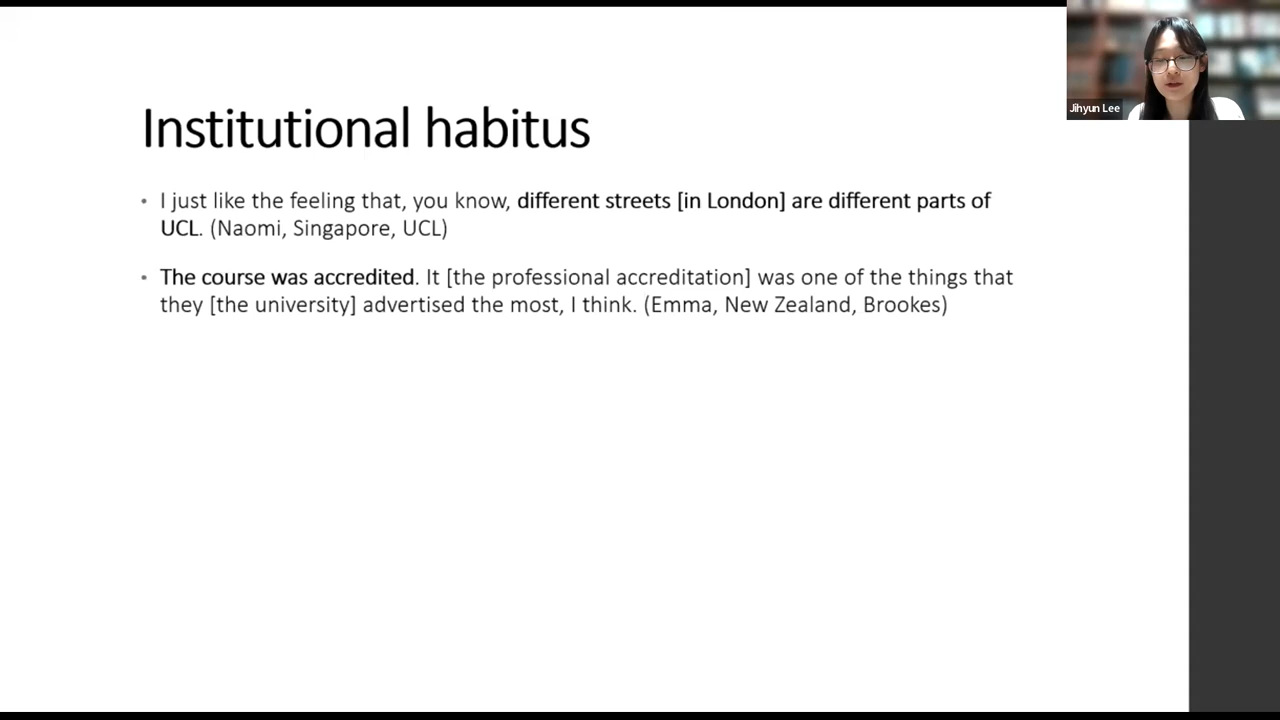 Jihyun Lee
Institutional habitus
• I just like the feeling that, you know, different streets [in London] are different parts of
UCL. (Naomi, Singapore, UCL)
• The course was accredited. It [the professional accreditation] was one of the things that
they [the university] advertised the most, I think. (Emma, New Zealand, Brookes)